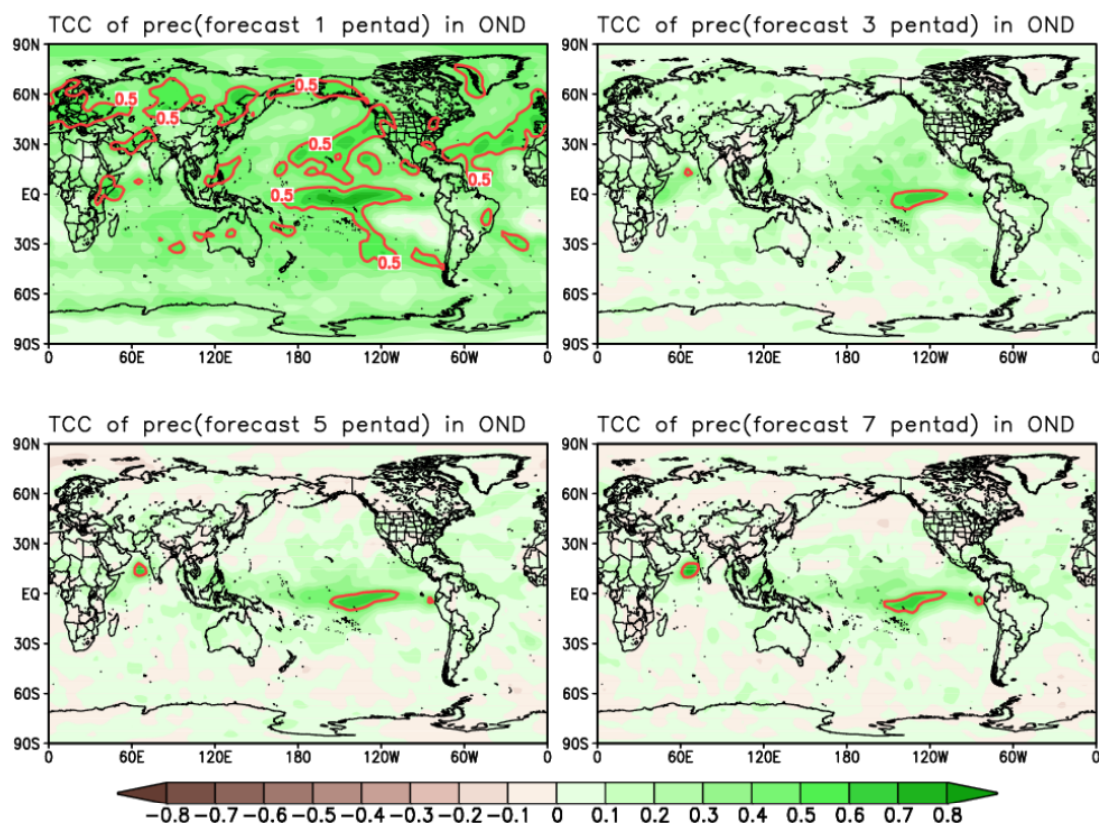 TCC of prec(forecast 1 pentad) in OND
90N
60N
30N
EQ
30S
60S
90S
0 60E 120E 180 120W 60W 0
0.5
0.5
0.5
0.5
0.5
0.5
0.5
TCC of prec(forecast 3 pentad) in OND
90N
60N
30N
EQ
30S
60S
90S
0 60E 120E 180 120W 60W 0
TCC of prec(forecast 5 pentad) in OND
90N
60N
30N
EQ
30S
60S
90S
0 60E 120E 180 120W 60W 0
TCC of prec(forecast 7 pentad) in OND
90N
60N
30N
EQ
30S
60S
90S
0 60E 120E 180 120W 60W 0
-0.8 -0.7 -0.6 -0.5 -0.4 -0.3 -0.2 -0.1 0 0.1 0.2 0.3 0.4 0.5 0.6 0.7 0.8